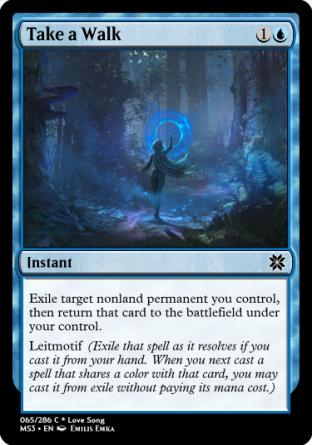 Take a Walk 1
Instant
Exile target nonland permanent you control,
then return that card to the battlefield under
your control.
Leitmotif (Exile that spell as it resolves if you
cast it from your hand. When you next cast a
spell that shares a color with that card, you may
cast it from exile without paying its mana cost.)
065/286 C * Love Song
MS3 • EN Emilis Emka